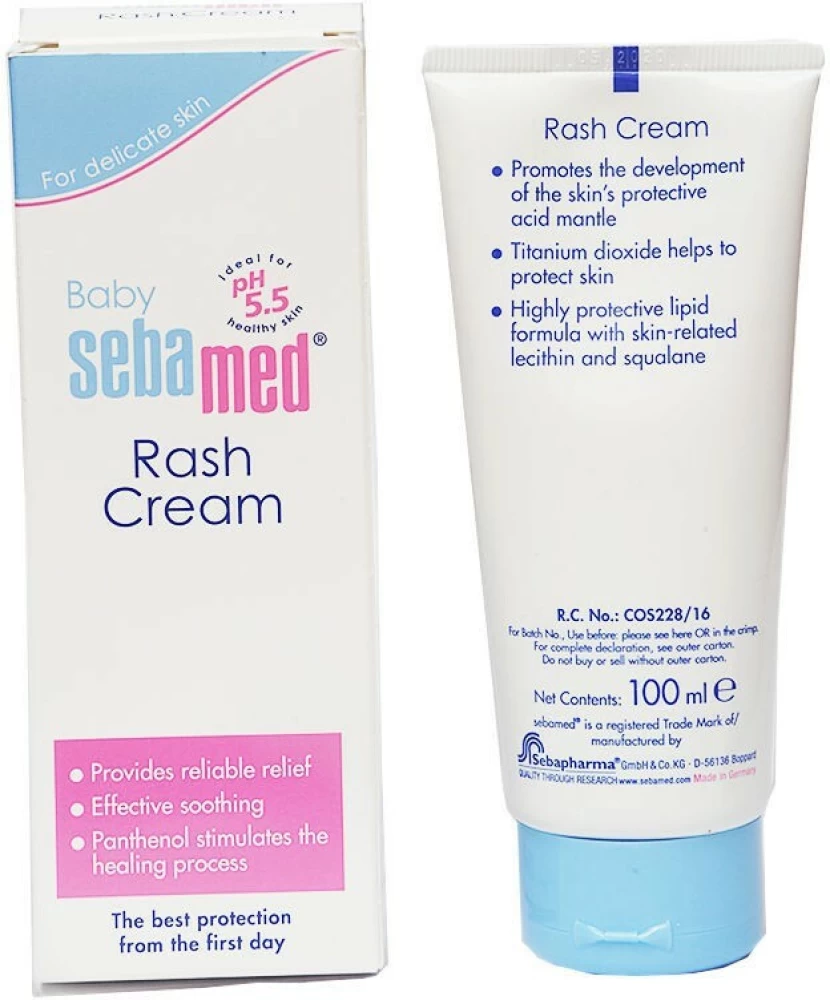 Rash Cream
For delicate skin
Baby
ideal for
pH
5.5
healthy skin
sebamed®
Rash
Cream
• Provides reliable relief
• Effective soothing
• Panthenol stimulates the
healing process
The best protection
from the first day
Rash Cream
• Promotes the development
of the skin's protective
acid mantle
• Titanium dioxide helps to
protect skin
• Highly protective lipid
formula with skin-related
lecithin and squalane
R.C. No.: COS228/16
For Batch No., Use before: please see here OR in the crimp.
For complete declaration, see outer carton.
Do not buy or sell without outer carton.
Net Contents: 100 ml e
sebamed® is a registered Trade Mark of/
manufactured by
Sebapharma® GmbH & Co. KG · D-56136 Boppard
QUALITY THROUGH RESEARCH www.sebamed.com Made in Germany